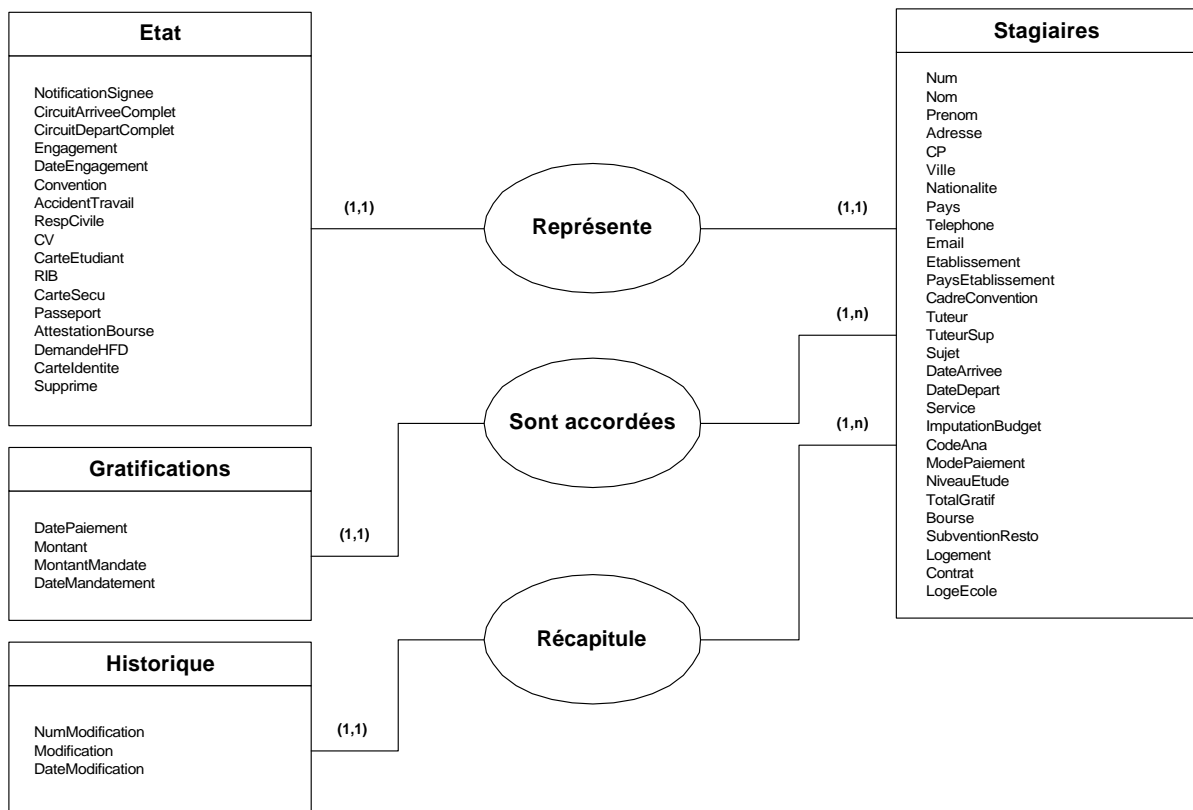 Etat
NotificationSignee
CircuitArriveeComplet
CircuitDepartComplet
Engagement
DateEngagement
Convention
AccidentTravail
RespCivile
CV
CarteEtudiant
RIB
CarteSecu
Passeport
AttestationBourse
DemandeHFD
CarteIdentite
Supprime
Gratifications
DatePaiement
Montant
MontantMandate
DateMandatement
Historique
NumModification
Modification
DateModification
(1,1)
Représente
(1,1)
(1,1)
Sont accordées
(1,n)
(1,1)
Récapitule
(1,n)
Stagiaires
Num
Nom
Prenom
Adresse
CP
Ville
Nationalite
Pays
Telephone
Email
Etablissement
PaysEtablissement
CadreConvention
Tuteur
TuteurSup
Sujet
DateArrivee
DateDepart
Service
ImputationBudget
CodeAna
ModePaiement
NiveauEtude
TotalGratif
Bourse
SubventionResto
Logement
Contrat
LogeEcole